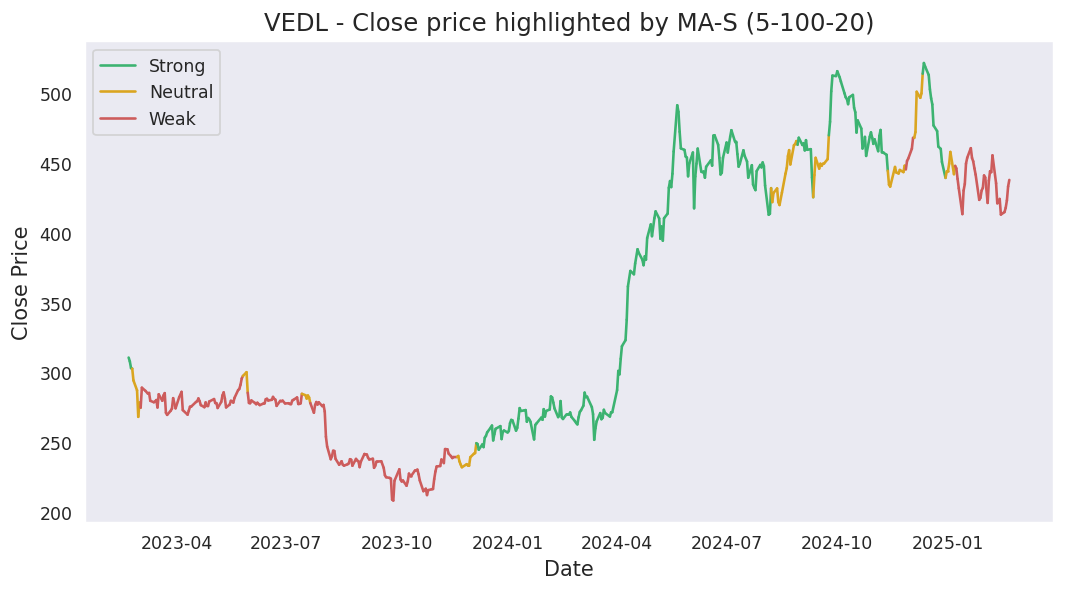 VEDL - Close price highlighted by MA-S (5-100-20)
Strong
Neutral
Weak
Close Price
500
450
400
350
300
250
200
2023-04 2023-07 2023-10 2024-01 2024-04 2024-07 2024-10 2025-01
Date